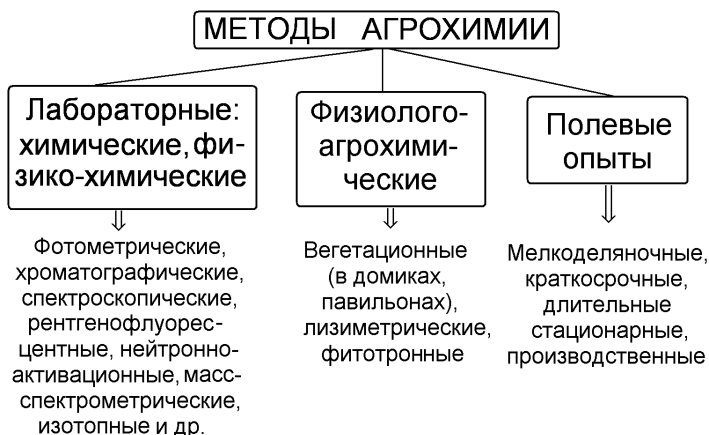 МЕТОДЫ АГРОХИМИИ
Лабораторные:
химические, фи-
зико-химические
Фотометрические,
хроматографические,
спектроскопические,
рентгенофлуорес-
центные, нейтронно-
активационные, масс-
спектрометрические,
изотопные и др.
Физиолого-
агрохими-
ческие
Вегетационные
(в домиках,
павильонах),
лизиметрические,
фитотронные
Полевые
опыты
Мелкоделяночные,
краткосрочные,
длительные
стационарные,
производственные